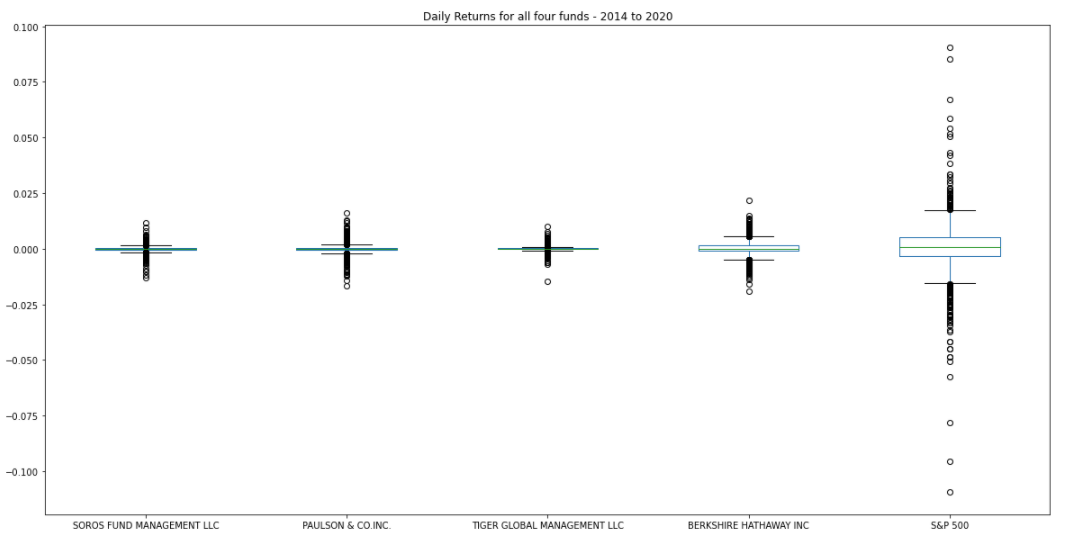 Daily Returns for all four funds - 2014 to 2020
0.100
0.075
0.050
0.025
0.000
−0.025
−0.050
−0.075
−0.100
SOROS FUND MANAGEMENT LLC
PAULSON & CO.INC.
TIGER GLOBAL MANAGEMENT LLC
BERKSHIRE HATHAWAY INC
S&P 500